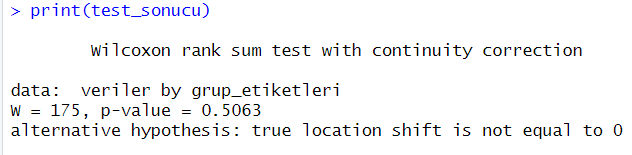 > print(test_sonucu)
Wilcoxon rank sum test with continuity correction
data:  veriler by grup_etiketleri
W = 175, p-value = 0.5063
alternative hypothesis: true location shift is not equal to 0